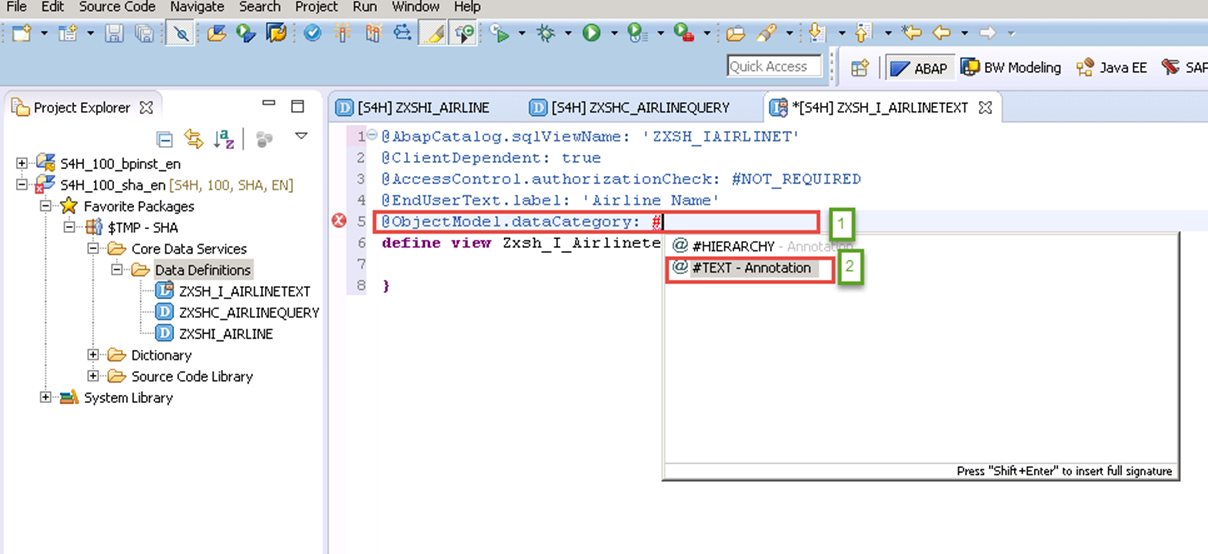 File Edit Source Code Navigate Search Project Run Window Help
Quick Access
ABAP BW Modeling Java EE SAP
Project Explorer
[S4H] ZXSHI_AIRLINE [S4H] ZXSHC_AIRLINEQUERY *[S4H] ZXSH_I_AIRLINETEXT
S4H_100_bpinst_en
S4H_100_sha_en [S4H, 100, SHA, EN]
Favorite Packages
$TMP - SHA
Core Data Services
Data Definitions
ZXSH_I_AIRLINETEXT
ZXSHC_AIRLINEQUERY
ZXSHI_AIRLINE
Dictionary
Source Code Library
System Library
1 @AbapCatalog.sqlViewName: 'ZXSH_IAIRLINET'
2 @ClientDependent: true
3 @AccessControl.authorizationCheck: #NOT_REQUIRED
4 @EndUserText.label: 'Airline Name'
5 @ObjectModel.dataCategory: #
1
6 define view Zxsh_I_Airlinete
7
8 }
@ #HIERARCHY - Annotation
@ #TEXT - Annotation
2
Press "Shift+Enter" to insert full signature